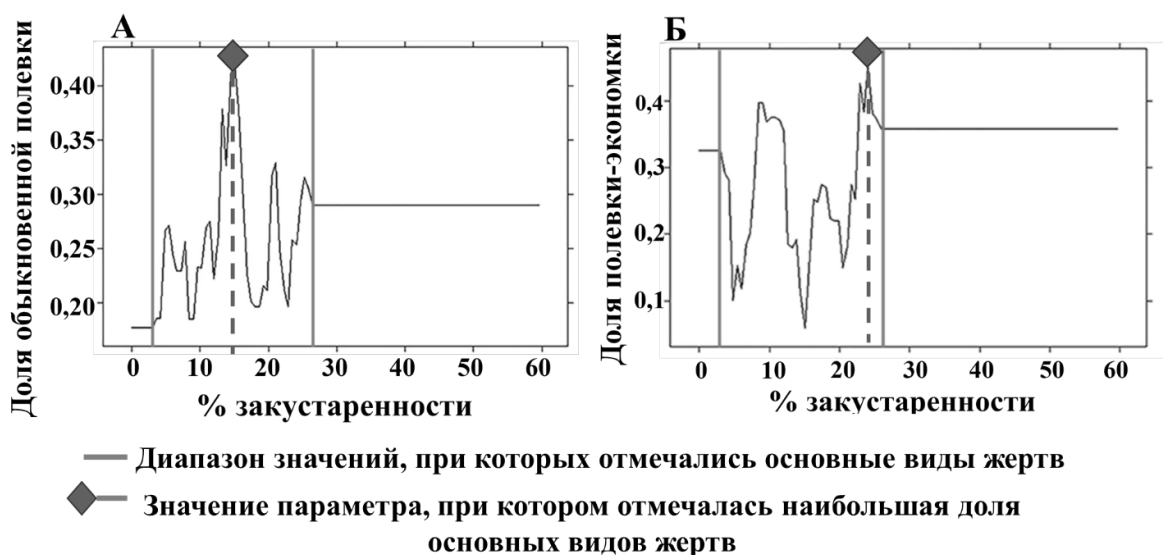 А
Доля обыкновенной полевки
0,40
0,35
0,30
0,25
0,20
0 10 20 30 40 50 60
% закустаренности
Б
Доля полевки-экономки
0,4
0,3
0,2
0,1
0 10 20 30 40 50 60
% закустаренности
Диапазон значений, при которых отмечались основные виды жертв
Значение параметра, при котором отмечалась наибольшая доля
основных видов жертв